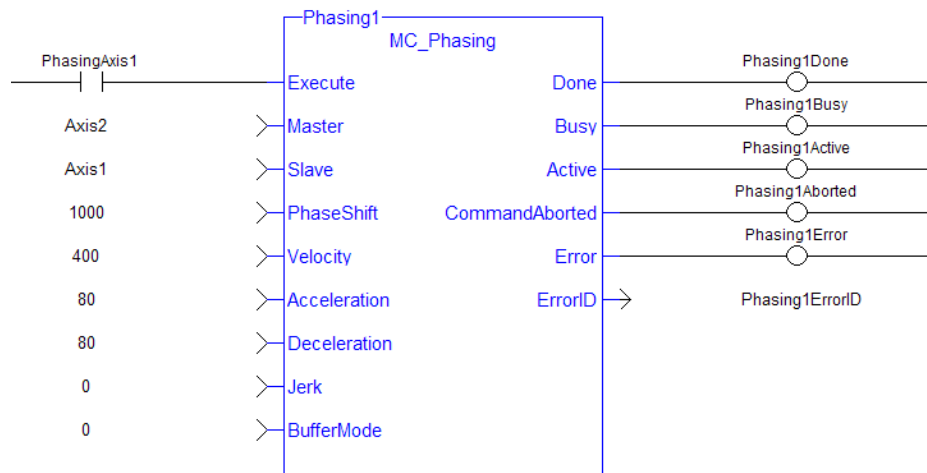 Phasing1
MC_Phasing
PhasingAxis1 Execute Done Phasing1Done
Axis2 Master Busy Phasing1Busy
Axis1 Slave Active Phasing1Active
1000 PhaseShift CommandAborted Phasing1Aborted
400 Velocity Error Phasing1Error
80 Acceleration ErrorID Phasing1ErrorID
80 Deceleration
0 Jerk
0 BufferMode